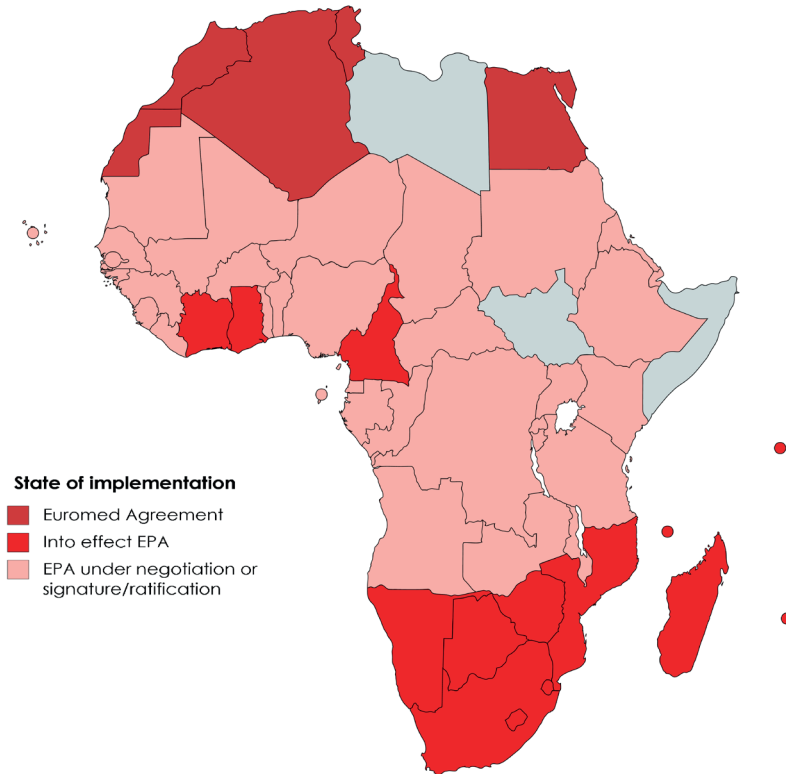 State of implementation
Euromed Agreement
Into effect EPA
EPA under negotiation or
signature/ratification